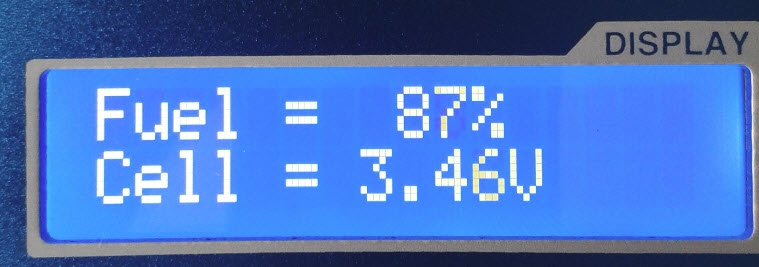 DISPLAY
Fuel = 87%
Cell = 3.46V